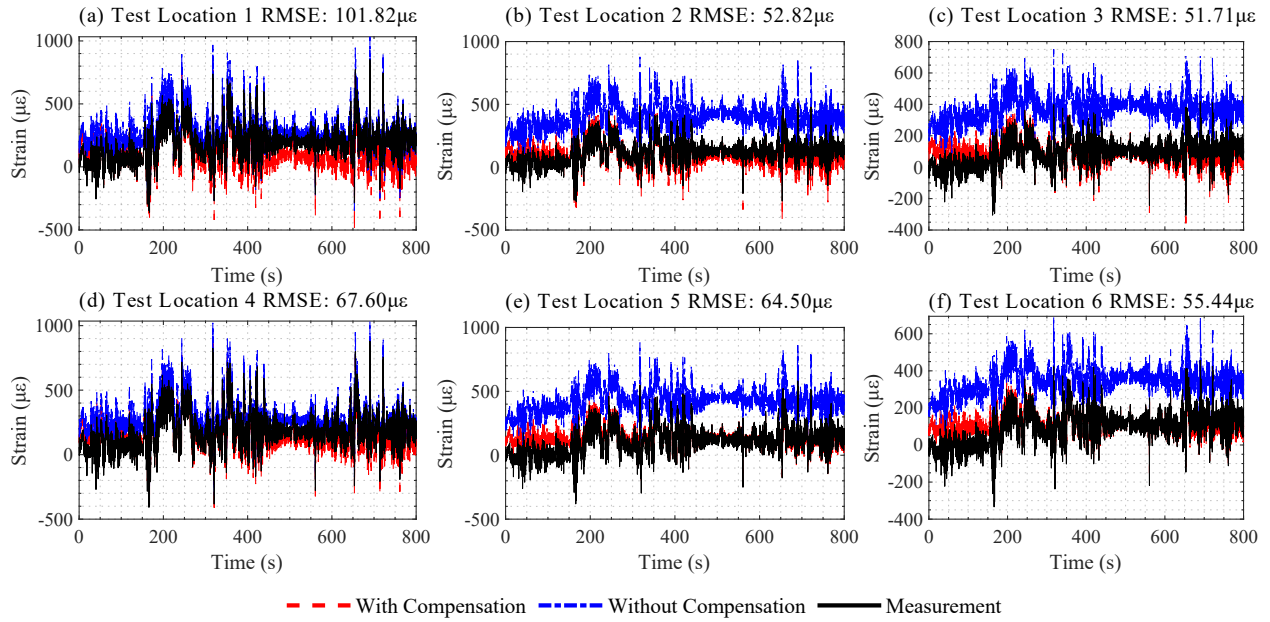 (a) Test Location 1 RMSE: 101.82με
(b) Test Location 2 RMSE: 52.82με
(c) Test Location 3 RMSE: 51.71με
1000
500
0
-500
Strain (με)
0 200 400 600 800
Time (s)
1000
500
0
-500
Strain (με)
0 200 400 600 800
Time (s)
800
600
400
200
0
-200
-400
Strain (με)
0 200 400 600 800
Time (s)
(d) Test Location 4 RMSE: 67.60με
(e) Test Location 5 RMSE: 64.50με
(f) Test Location 6 RMSE: 55.44με
1000
500
0
-500
Strain (με)
0 200 400 600 800
Time (s)
1000
500
0
-500
Strain (με)
0 200 400 600 800
Time (s)
600
400
200
0
-200
-400
Strain (με)
0 200 400 600 800
Time (s)
With Compensation Without Compensation Measurement